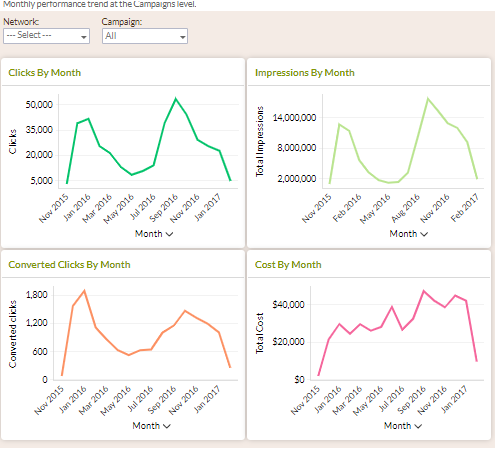 Monthly performance trend at the Campaigns level.
Network: Campaign:
--- Select --- All
Clicks By Month
Clicks
50,000
35,000
20,000
5,000
Nov 2015 Jan 2016 Mar 2016 May 2016 Jul 2016 Sep 2016 Nov 2016 Jan 2017
Month
Impressions By Month
Total Impressions
14,000,000
8,000,000
2,000,000
Nov 2015 Feb 2016 May 2016 Aug 2016 Nov 2016 Feb 2017
Month
Converted Clicks By Month
Converted clicks
1,800
1,200
600
0
Nov 2015 Jan 2016 Mar 2016 May 2016 Jul 2016 Sep 2016 Nov 2016 Jan 2017
Month
Cost By Month
Total Cost
$40,000
$20,000
$0
Nov 2015 Jan 2016 Mar 2016 May 2016 Jul 2016 Sep 2016 Nov 2016 Jan 2017
Month